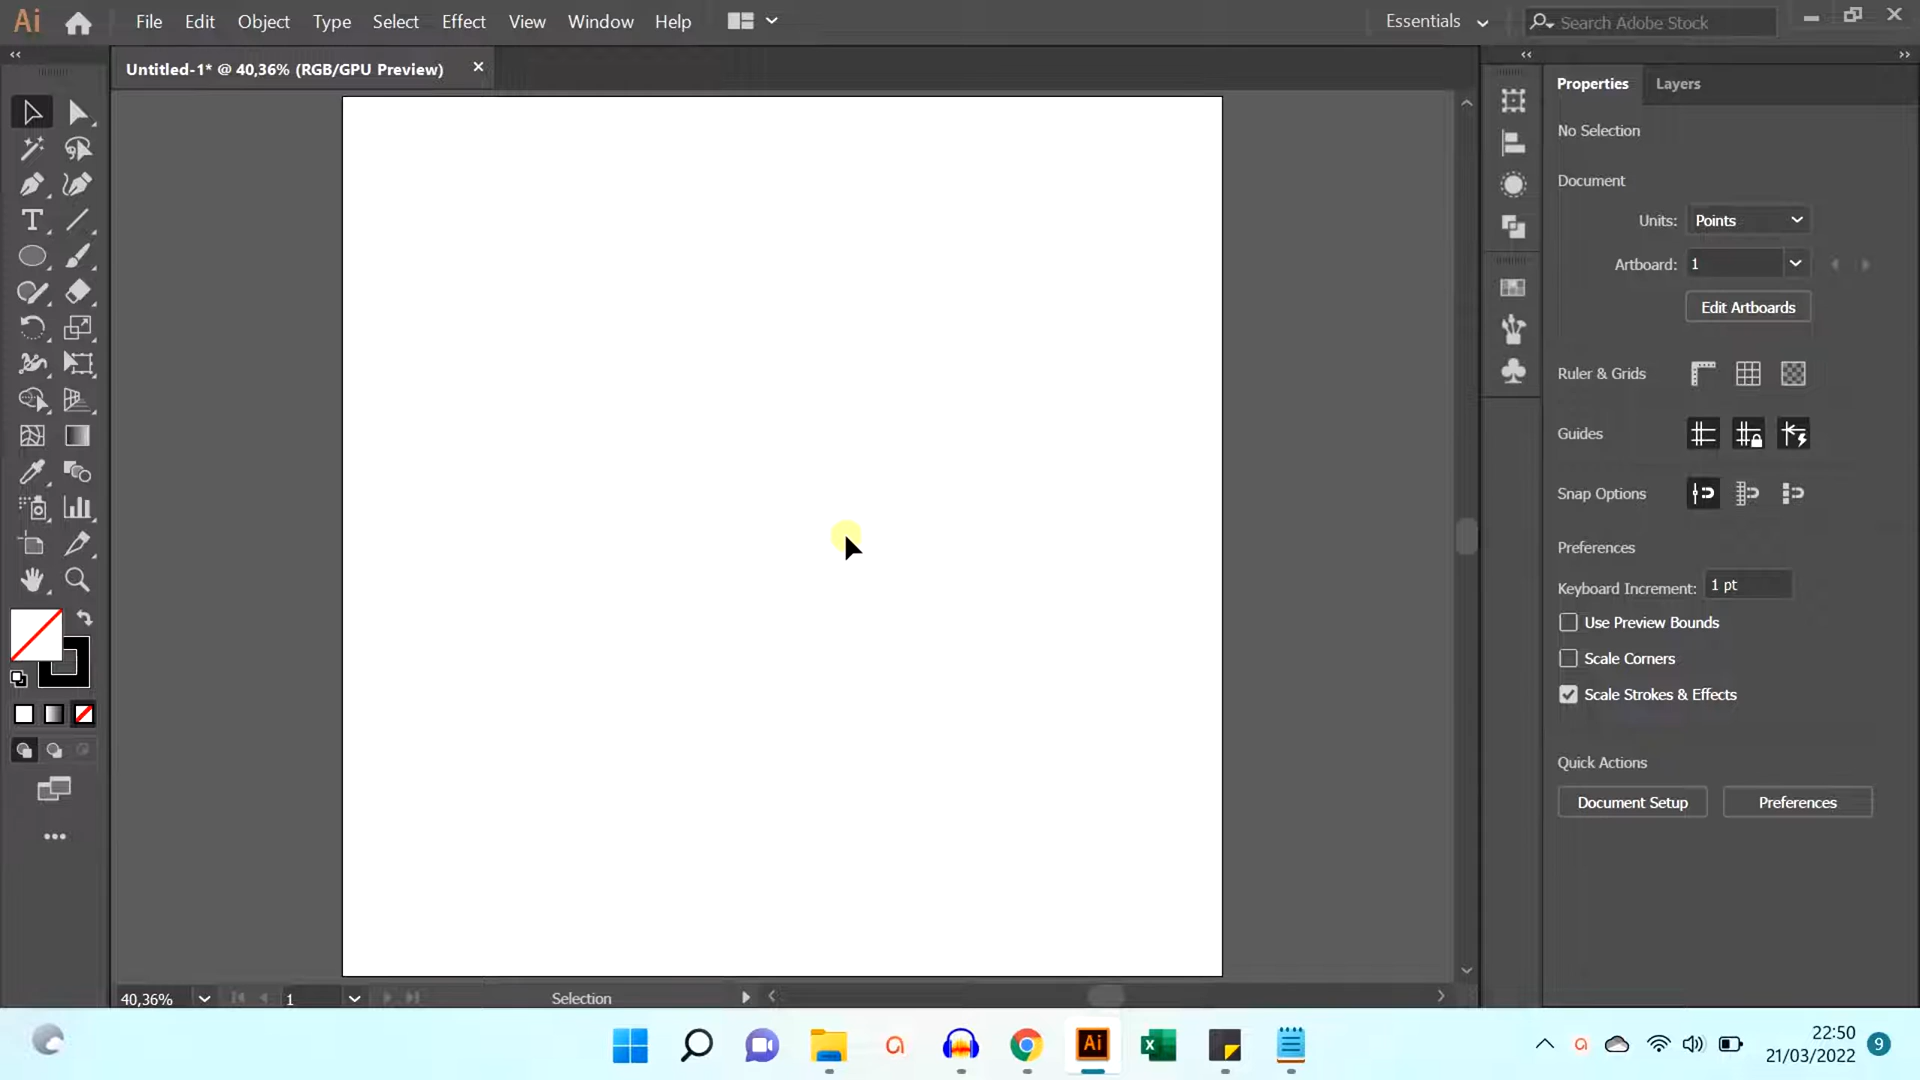 Ai File Edit Object Type Select Effect View Window Help Essentials Search Adobe Stock
Untitled-1* @ 40,36% (RGB/GPU Preview)
Properties Layers
No Selection
Document
Units: Points
Artboard: 1
Edit Artboards
Ruler & Grids
Guides
Snap Options
Preferences
Keyboard Increment: 1 pt
Use Preview Bounds
Scale Corners
Scale Strokes & Effects
Quick Actions
Document Setup Preferences
40,36% 1 Selection
Ai
22:50
21/03/2022 9